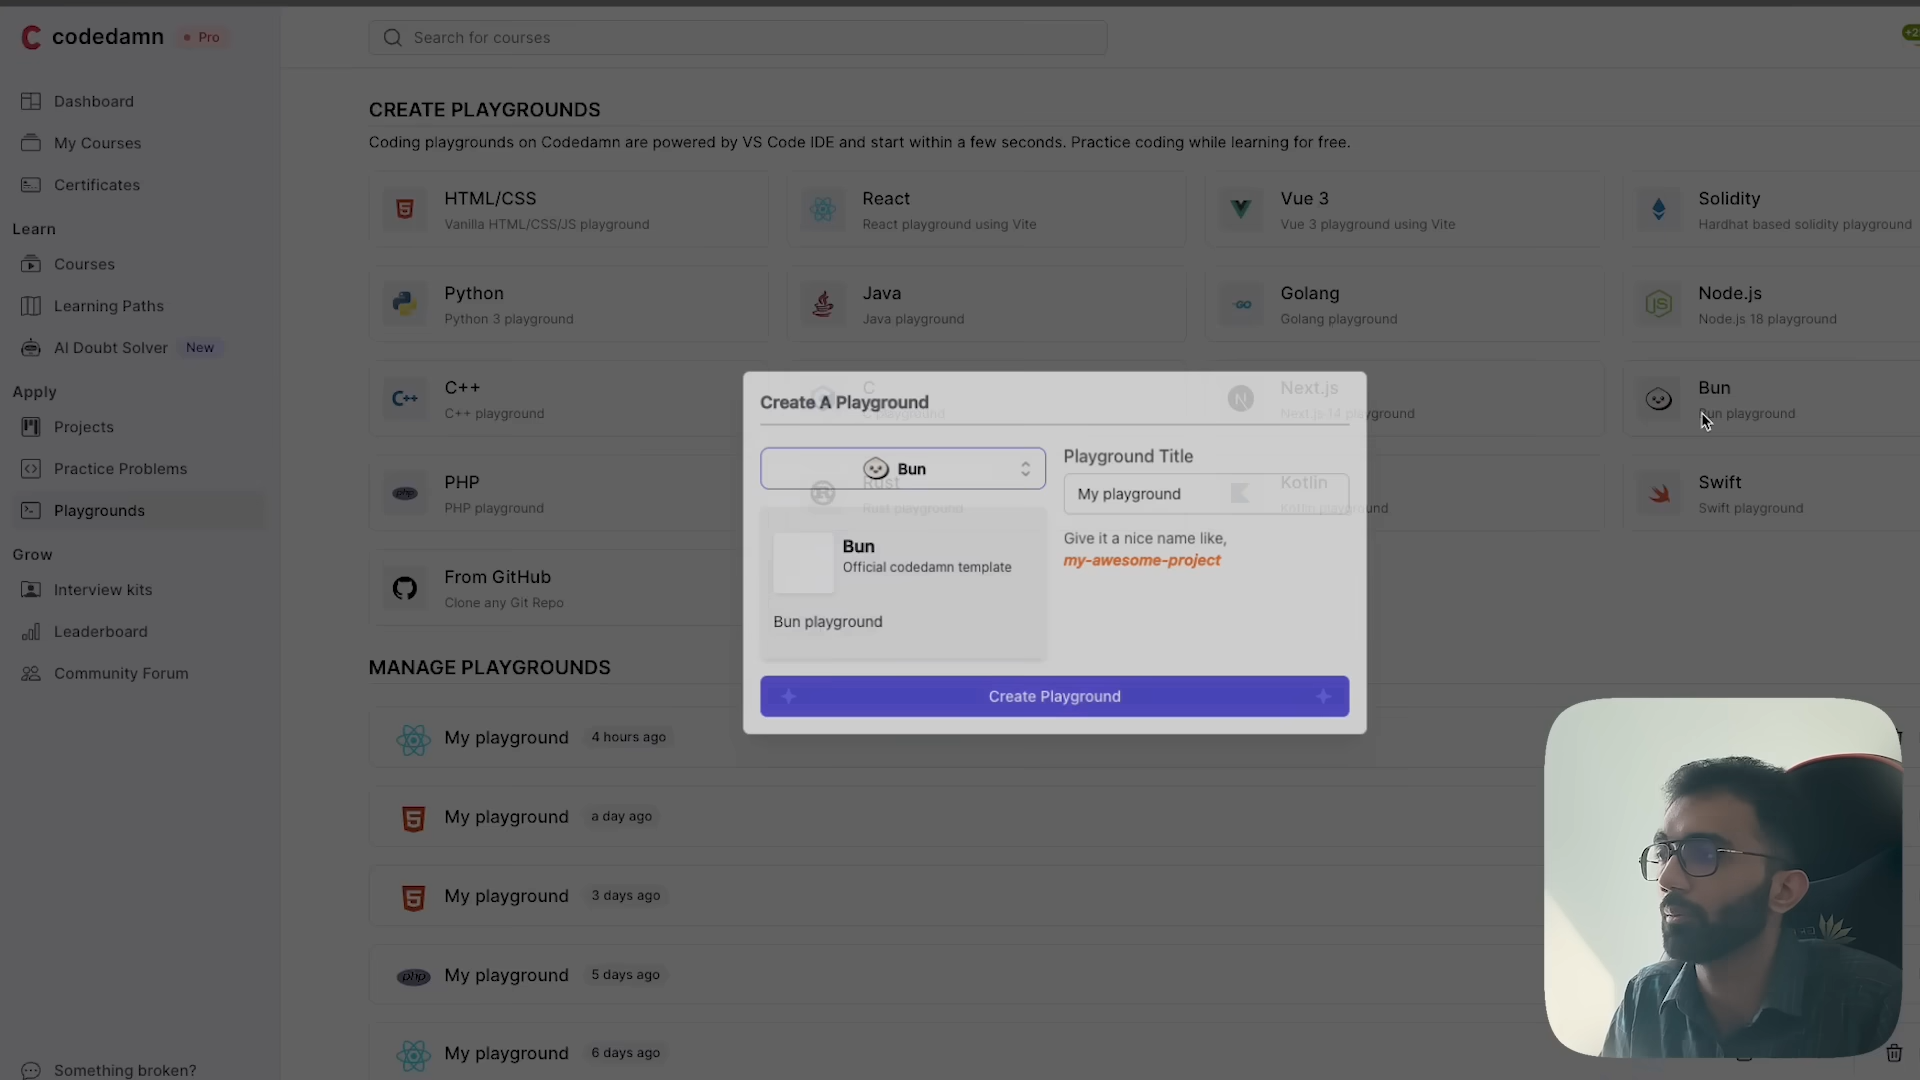 codedamn
Pro
Search for courses
+2
Dashboard
My Courses
Certificates
Learn
Courses
Learning Paths
AI Doubt Solver New
Apply
Projects
Practice Problems
Playgrounds
Grow
Interview kits
Leaderboard
Community Forum
Something broken?
CREATE PLAYGROUNDS
Coding playgrounds on Codedamn are powered by VS Code IDE and start within a few seconds. Practice coding while learning for free.
HTML/CSS
Vanilla HTML/CSS/JS playground
React
React playground using Vite
Vue 3
Vue 3 playground using Vite
Solidity
Hardhat based solidity playground
Python
Python 3 playground
Java
Java playground
Golang
Golang playground
Node.js
Node.js 18 playground
C++
C++ playground
C
C playground
Next.js
Next.js 14 playground
Bun
Bun playground
PHP
PHP playground
Rust
Rust playground
Kotlin
Kotlin playground
Swift
Swift playground
From GitHub
Clone any Git Repo
Create A Playground
Bun
Bun
Official codedamn template
Bun playground
Playground Title
My playground
Give it a nice name like,
my-awesome-project
Create Playground
MANAGE PLAYGROUNDS
My playground 4 hours ago
My playground a day ago
My playground 3 days ago
My playground 5 days ago
My playground 6 days ago